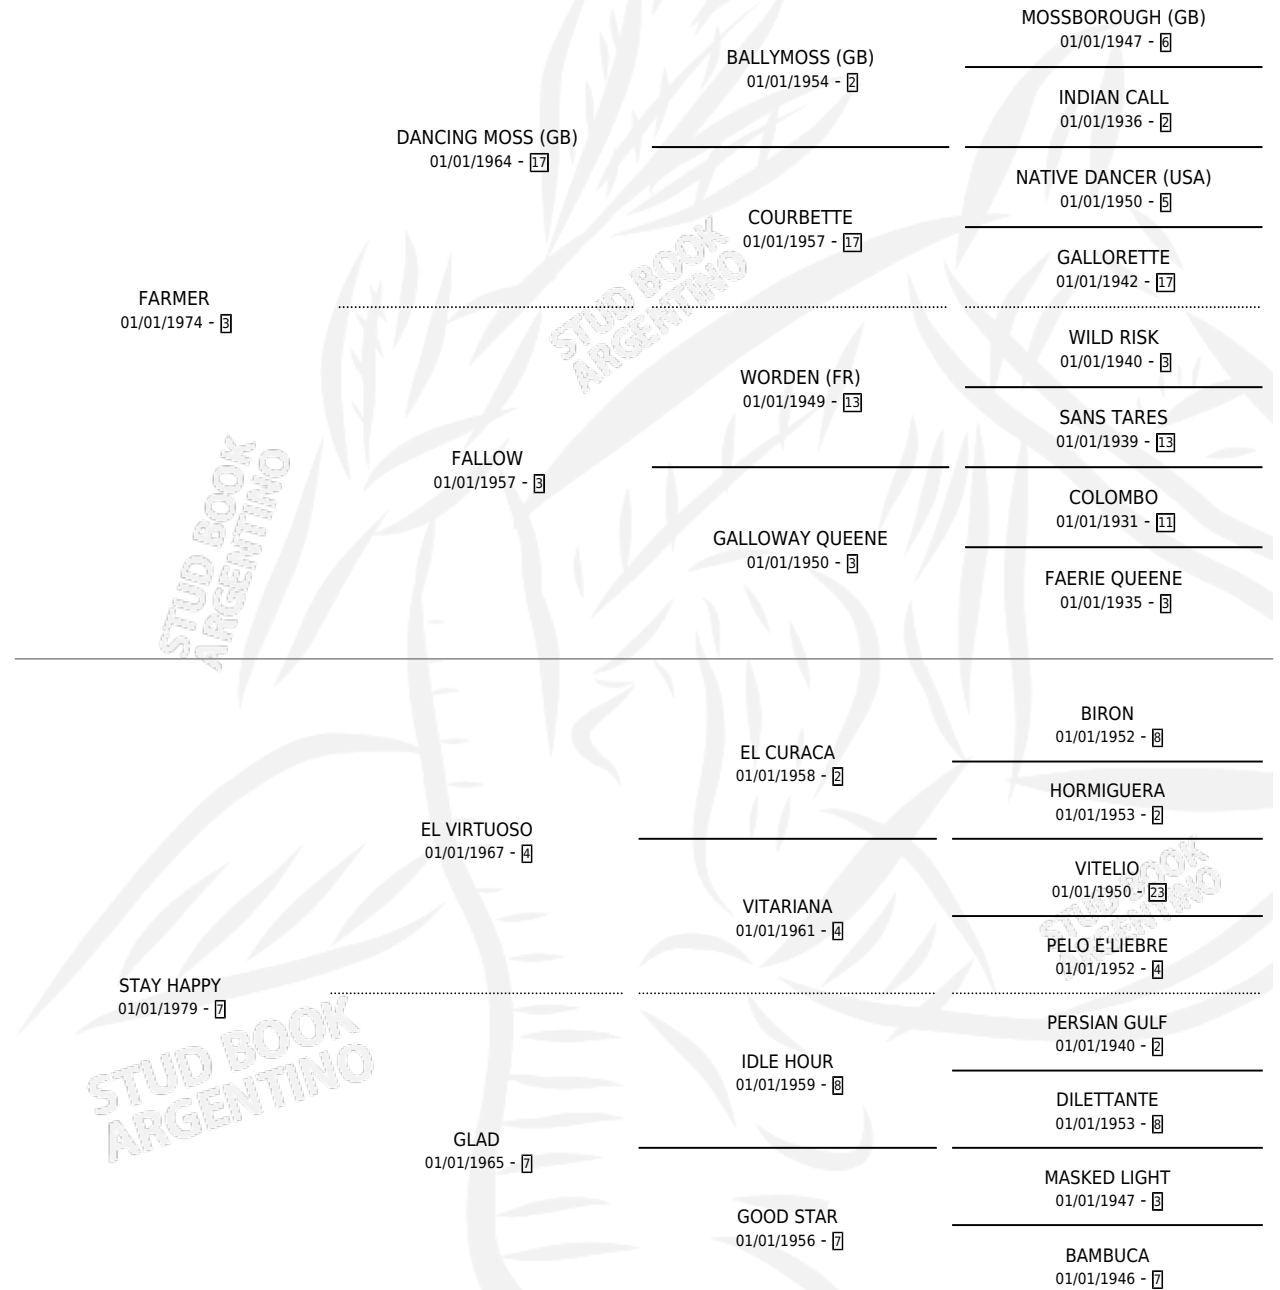 MOSSBOROUGH (GB)
01/01/1947 - 6
BALLYMOSS (GB)
01/01/1954 - 2
INDIAN CALL
01/01/1936 - 2
DANCING MOSS (GB)
01/01/1964 - 17
NATIVE DANCER (USA)
01/01/1950 - 5
COURBETTE
01/01/1957 - 17
GALLORETTE
01/01/1942 - 17
FARMER
01/01/1974 - 3
WILD RISK
01/01/1940 - 3
WORDEN (FR)
01/01/1949 - 13
SANS TARES
01/01/1939 - 13
FALLOW
01/01/1957 - 3
COLOMBO
01/01/1931 - 11
GALLOWAY QUEENE
01/01/1950 - 3
FAERIE QUEENE
01/01/1935 - 3
BIRON
01/01/1952 - 8
EL CURACA
01/01/1958 - 2
HORMIGUERA
01/01/1953 - 2
EL VIRTUOSO
01/01/1967 - 4
VITELIO
01/01/1950 - 23
VITARIANA
01/01/1961 - 4
PELO E'LIEBRE
01/01/1952 - 4
STAY HAPPY
01/01/1979 - 7
PERSIAN GULF
01/01/1940 - 2
IDLE HOUR
01/01/1959 - 8
DILETTANTE
01/01/1953 - 8
GLAD
01/01/1965 - 7
MASKED LIGHT
01/01/1947 - 3
GOOD STAR
01/01/1956 - 7
BAMBUCA
01/01/1946 - 7
STUD BOOK
ARGENTINO
STUD BOOK
ARGENTINO
STUD BOOK
ARGENTINO
STUD BOOK
ARGENTINO